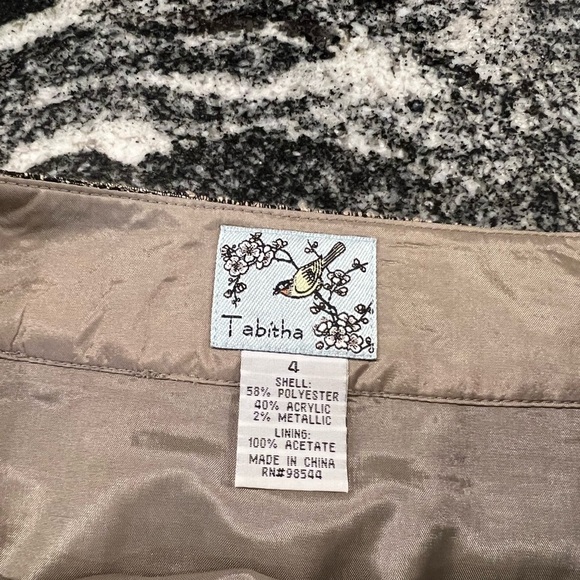 Tabitha
4
SHELL:
58% POLYESTER
40% ACRYLIC
2% METALLIC
LINING:
100% ACETATE
MADE IN CHINA
RN#98544